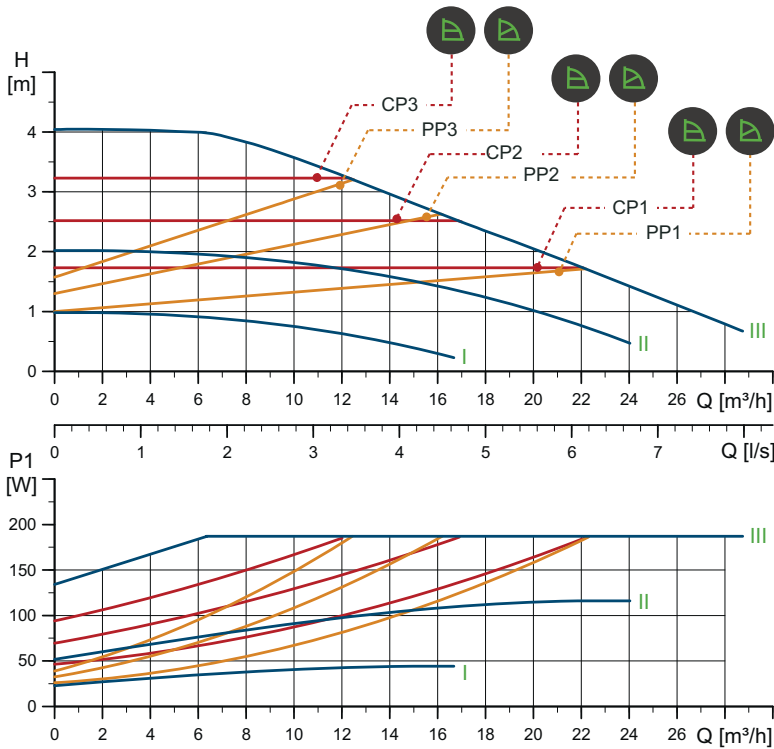 H
[m]
CP3
PP3
CP2
PP2
CP1
PP1
4
3
2
1
0
III
II
I
0 2 4 6 8 10 12 14 16 18 20 22 24 26 Q [m³/h]
0 1 2 3 4 5 6 7 Q [l/s]
P1
[W]
200
150
100
50
0
III
II
I
0 2 4 6 8 10 12 14 16 18 20 22 24 26 Q [m³/h]